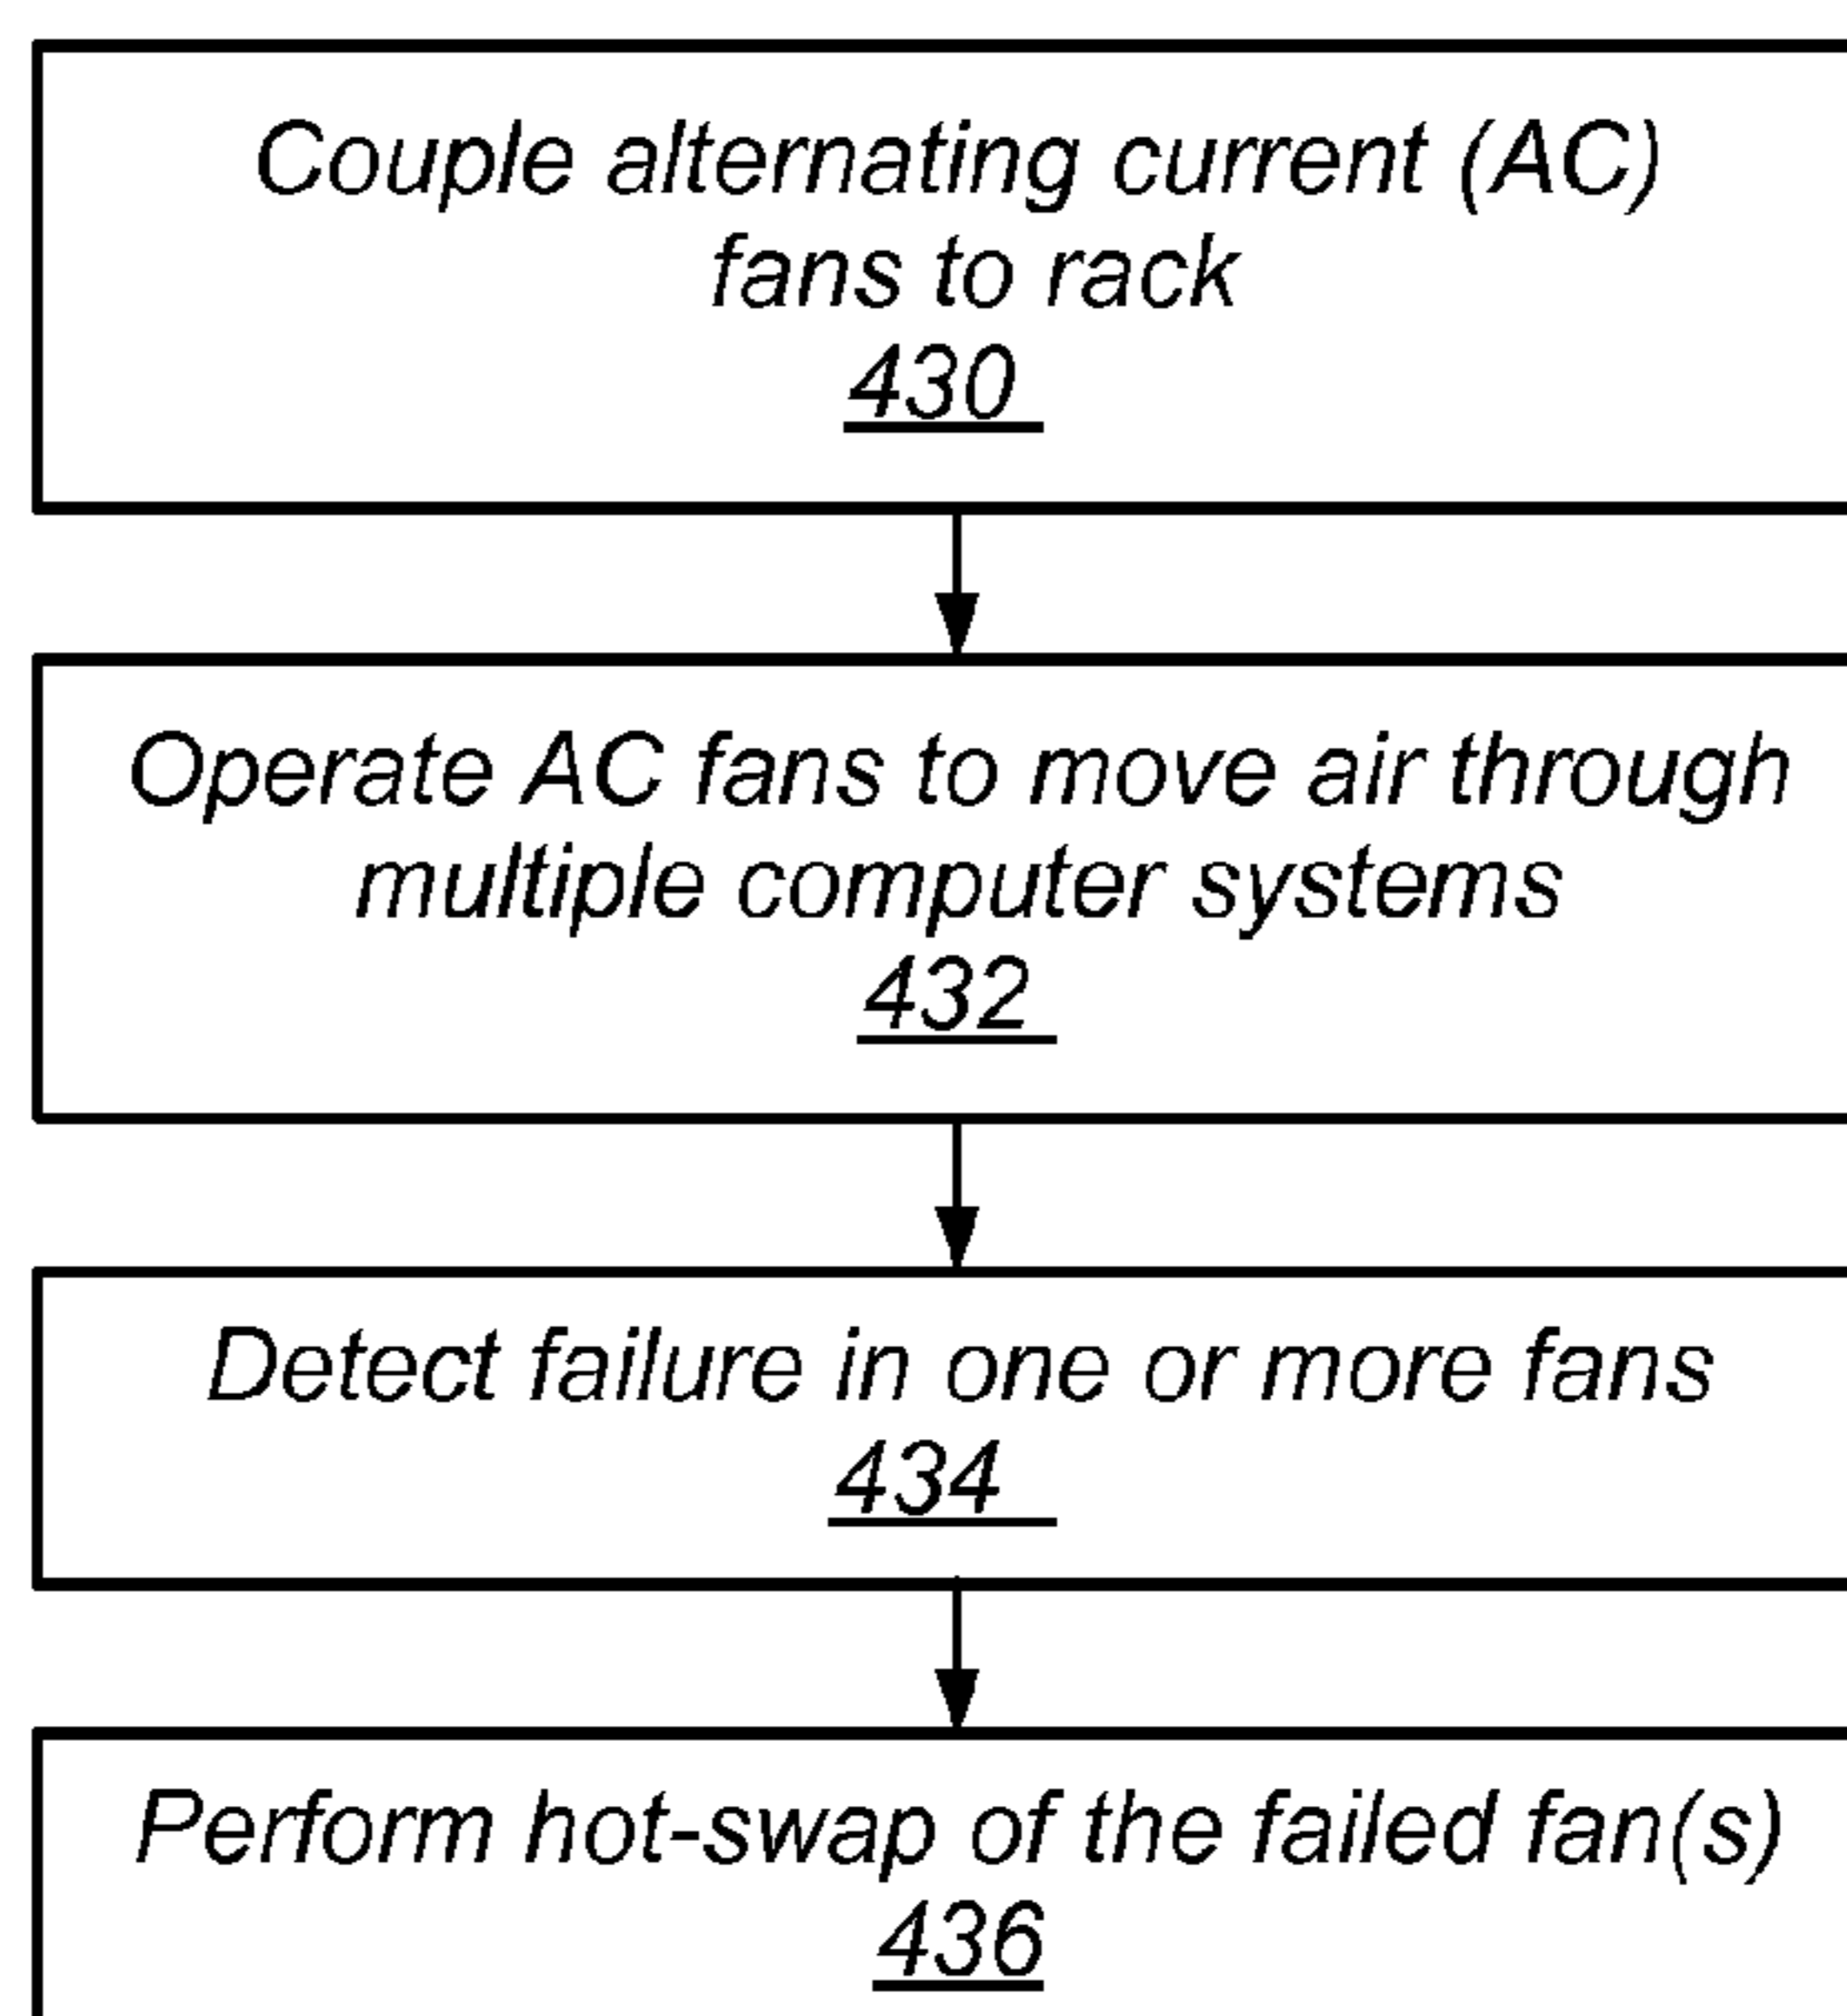 Couple alternating current (AC)
fans to rack
430
Operate AC fans to move air through
multiple computer systems
432
Detect failure in one or more fans
434
Perform hot-swap of the failed fan(s)
436